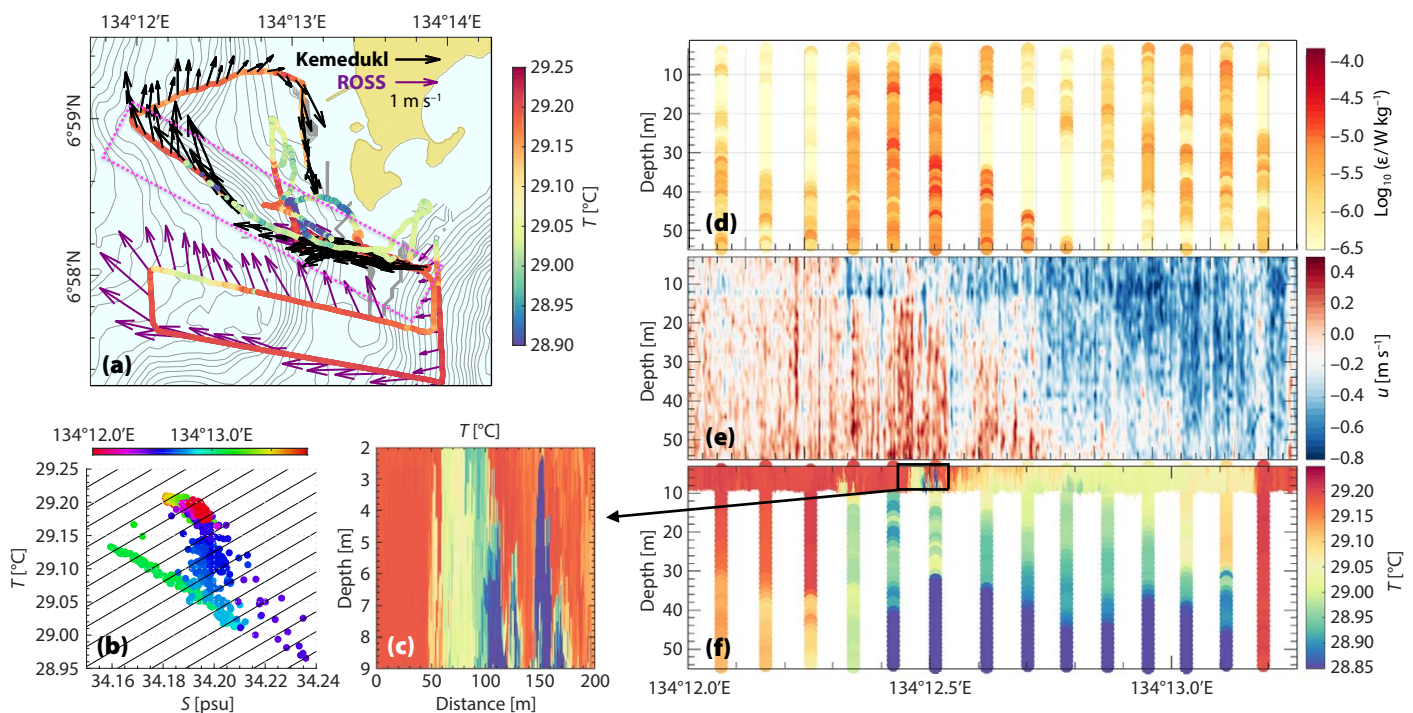 134°12′E 134°13′E 134°14′E
Kemedukl
ROSS
1 m s⁻¹
6°59′N
6°58′N
(a)
29.25
29.20
29.15
29.10
29.05
29.00
28.95
28.90
T [°C]
134°12.0′E 134°13.0′E
29.25
29.20
29.15
29.10
29.05
29.00
28.95
T [°C]
(b)
34.16 34.18 34.20 34.22 34.24
S [psu]
T [°C]
2
3
4
5
6
7
8
9
Depth [m]
(c)
0 50 100 150 200
Distance [m]
10
20
30
40
50
Depth [m]
(d)
−4.0
−4.5
−5.0
−5.5
−6.0
−6.5
Log₁₀ (ε/W kg⁻¹)
10
20
30
40
50
Depth [m]
(e)
0.4
0.2
0.0
−0.2
−0.4
−0.6
−0.8
u [m s⁻¹]
10
20
30
40
50
Depth [m]
(f)
29.20
29.15
29.10
29.05
29.00
28.95
28.90
28.85
T [°C]
134°12.0′E 134°12.5′E 134°13.0′E